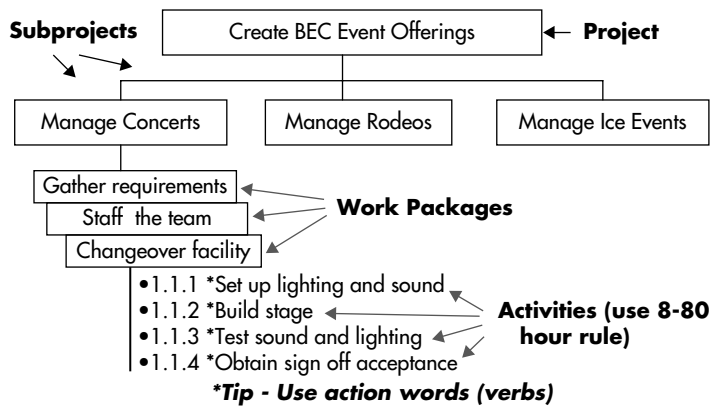 Subprojects
Create BEC Event Offerings
Project
Manage Concerts
Manage Rodeos
Manage Ice Events
Gather requirements
Staff the team
Changeover facility
Work Packages
•1.1.1 *Set up lighting and sound
•1.1.2 *Build stage
•1.1.3 *Test sound and lighting
•1.1.4 *Obtain sign off acceptance
Activities (use 8-80
hour rule)
*Tip - Use action words (verbs)